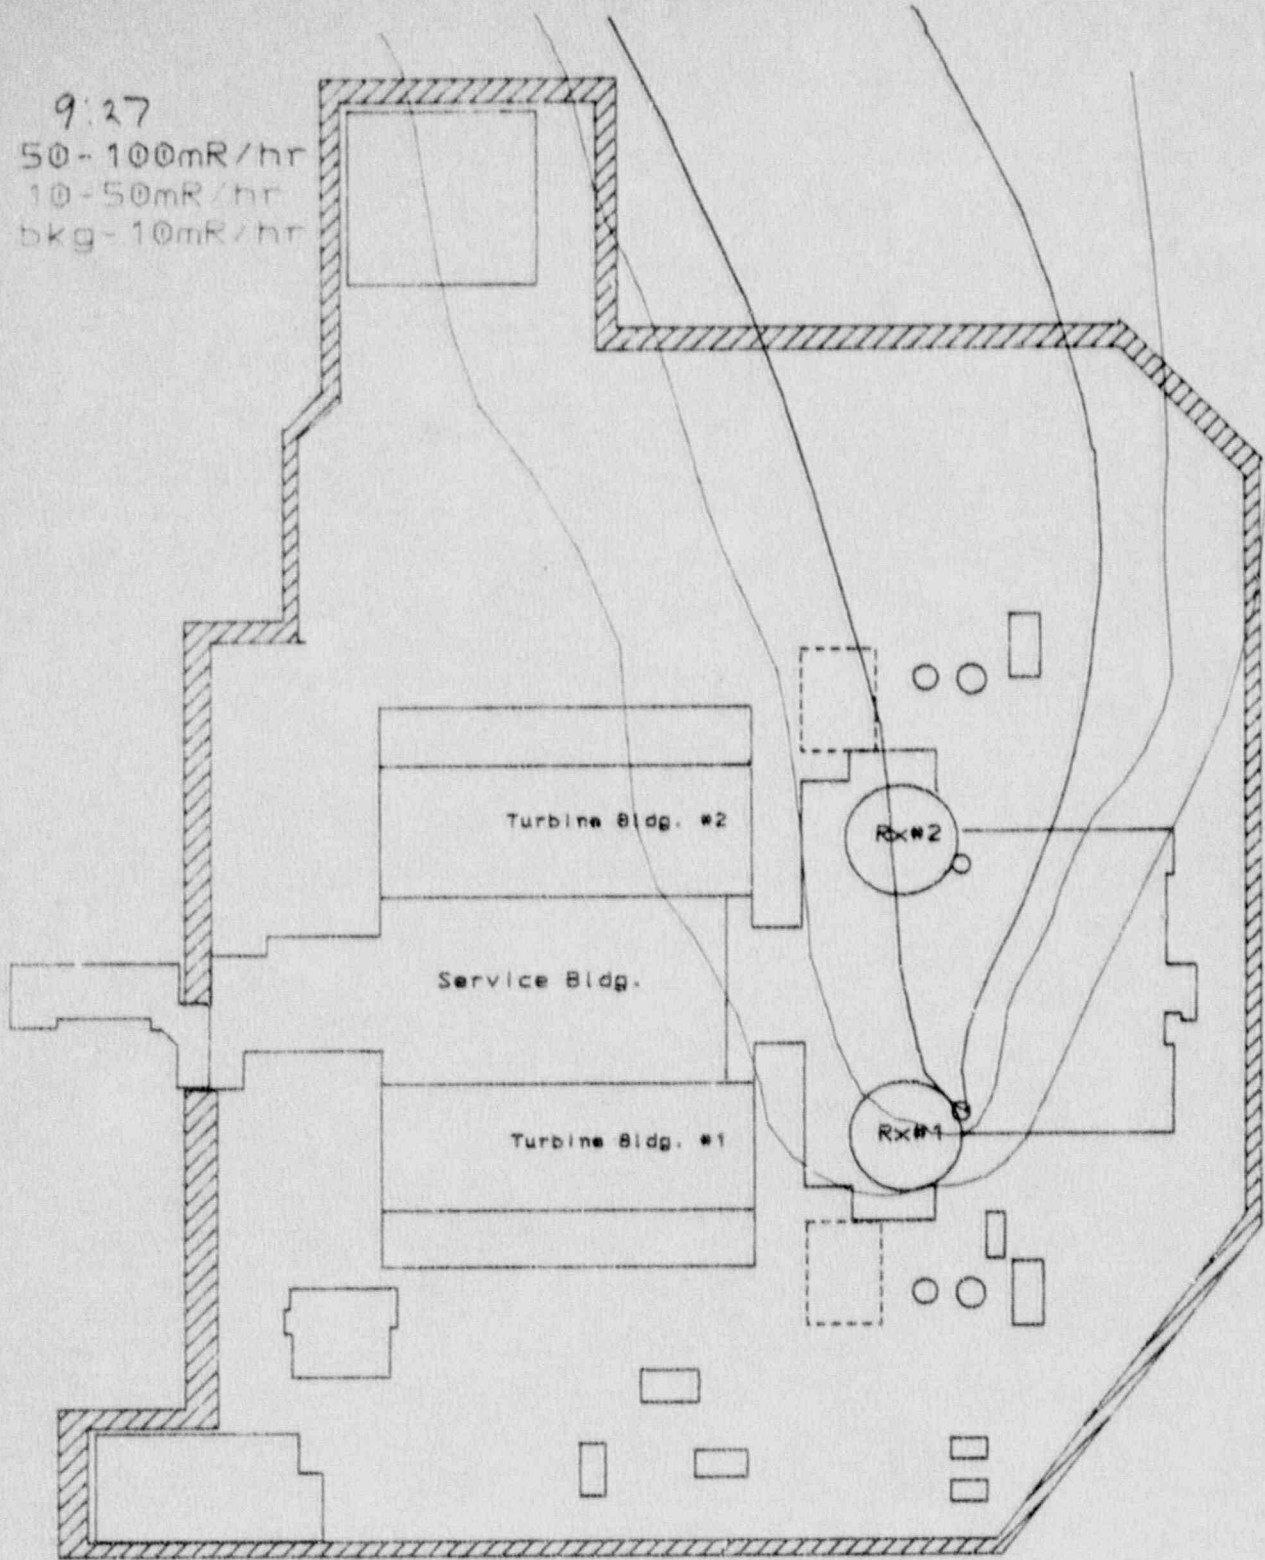 9:27
50-100mR/hr
10-50mR/hr
bkg-10mR/hr
Turbine Bldg. #2
Rx#2
Service Bldg.
Turbine Bldg. #1
Rx#1